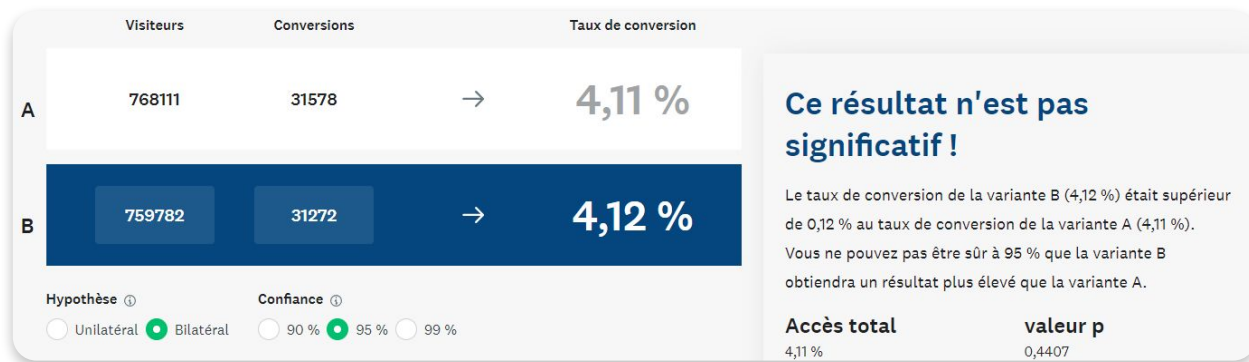 Visiteurs Conversions Taux de conversion
A 768111 31578 → 4,11 %
B 759782 31272 → 4,12 %
Hypothèse Confiance
Unilatéral Bilatéral 90 % 95 % 99 %
Ce résultat n'est pas
significatif !
Le taux de conversion de la variante B (4,12 %) était supérieur
de 0,12 % au taux de conversion de la variante A (4,11 %).
Vous ne pouvez pas être sûr à 95 % que la variante B
obtiendra un résultat plus élevé que la variante A.
Accès total valeur p
4,11 % 0,4407